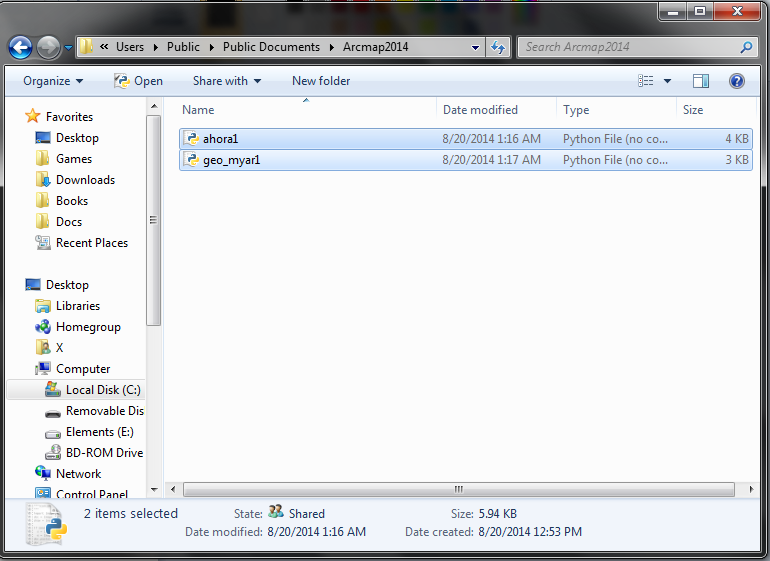 « Users Public Public Documents Arcmap2014 Search Arcmap2014
Organize Open Share with New folder
Name Date modified Type Size
ahora1 8/20/2014 1:16 AM Python File (no co... 4 KB
geo_myar1 8/20/2014 1:17 AM Python File (no co... 3 KB
Favorites
Desktop
Games
Downloads
Books
Docs
Recent Places
Desktop
Libraries
Homegroup
X
Computer
Local Disk (C:)
Removable Dis
Elements (E:)
BD-ROM Drive
Network
Control Panel
2 items selected State: Shared Size: 5.94 KB
Date modified: 8/20/2014 1:16 AM Date created: 8/20/2014 12:53 PM